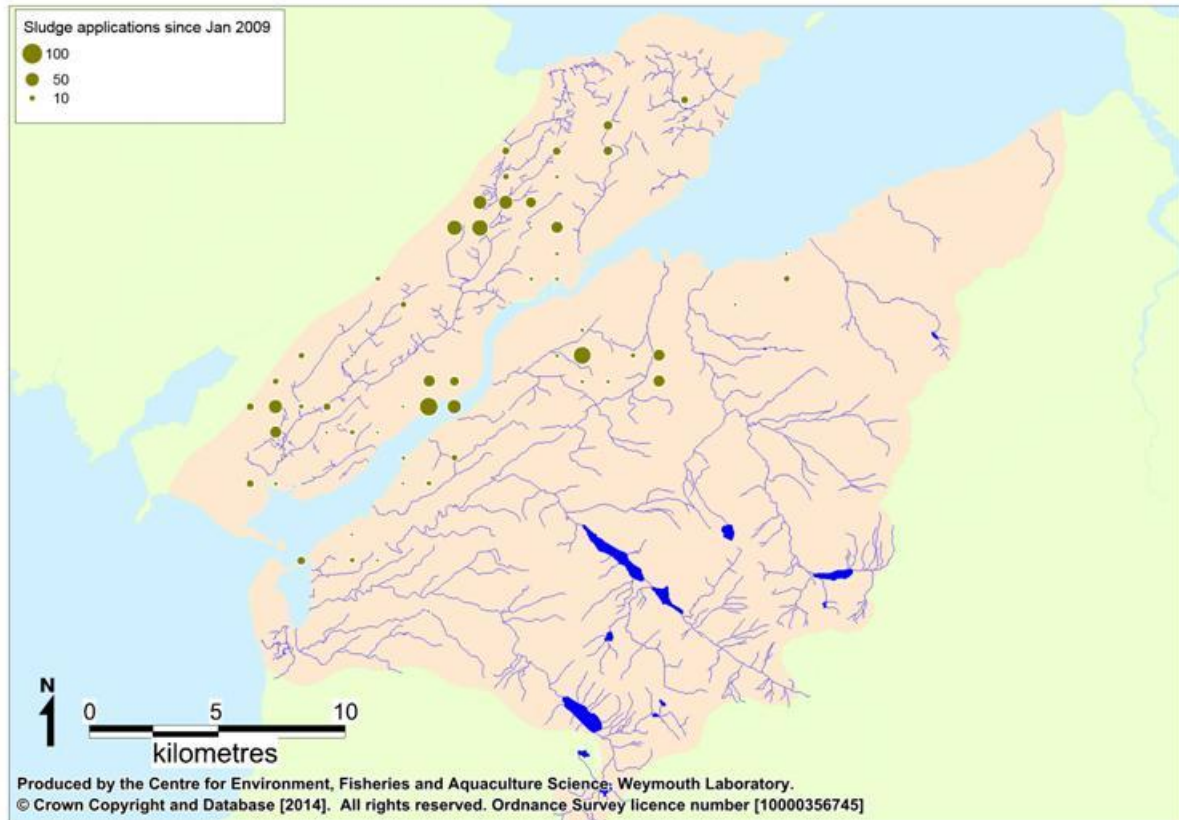 Sludge applications since Jan 2009
100
50
10
N
0 5 10
kilometres
Produced by the Centre for Environment, Fisheries and Aquaculture Science, Weymouth Laboratory.
© Crown Copyright and Database [2014]. All rights reserved. Ordnance Survey licence number [10000356745]